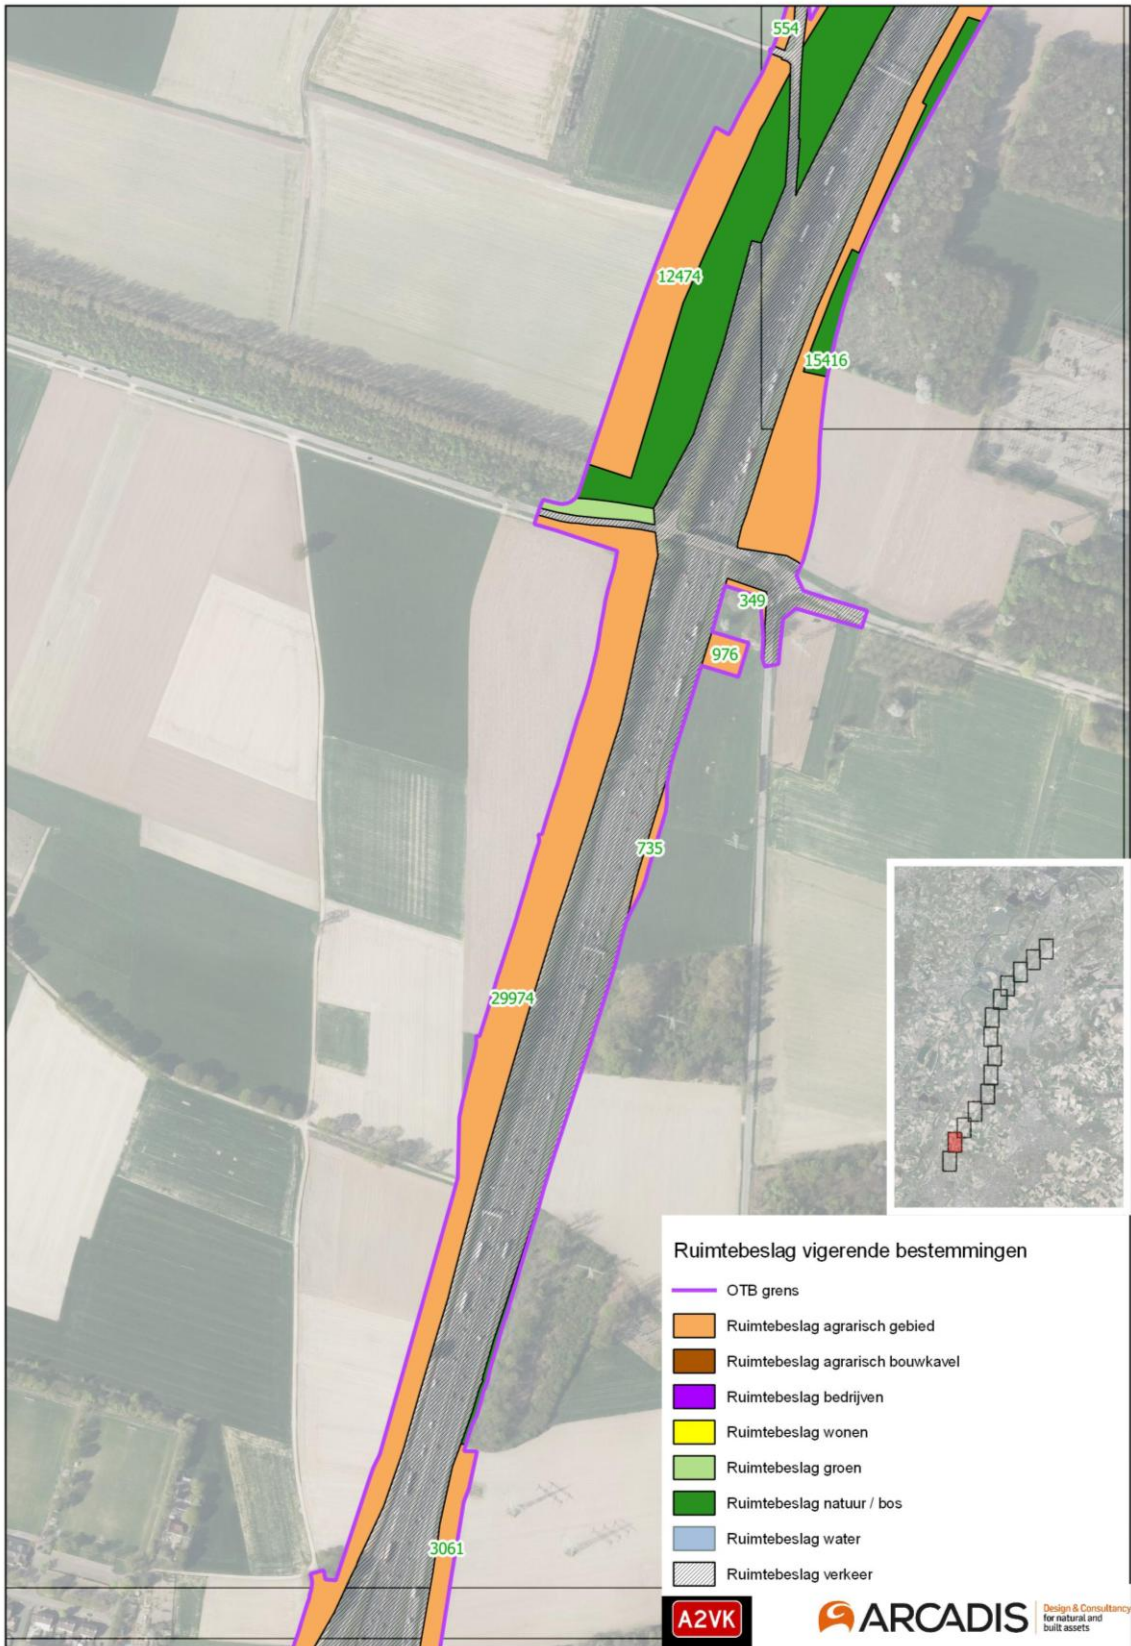 554
12474
15416
349
976
735
29974
3061
Ruimtebeslag vigerende bestemmingen
OTB grens
Ruimtebeslag agrarisch gebied
Ruimtebeslag agrarisch bouwkavel
Ruimtebeslag bedrijven
Ruimtebeslag wonen
Ruimtebeslag groen
Ruimtebeslag natuur / bos
Ruimtebeslag water
Ruimtebeslag verkeer
A2VK
ARCADIS
Design & Consultancy
for natural and
built assets